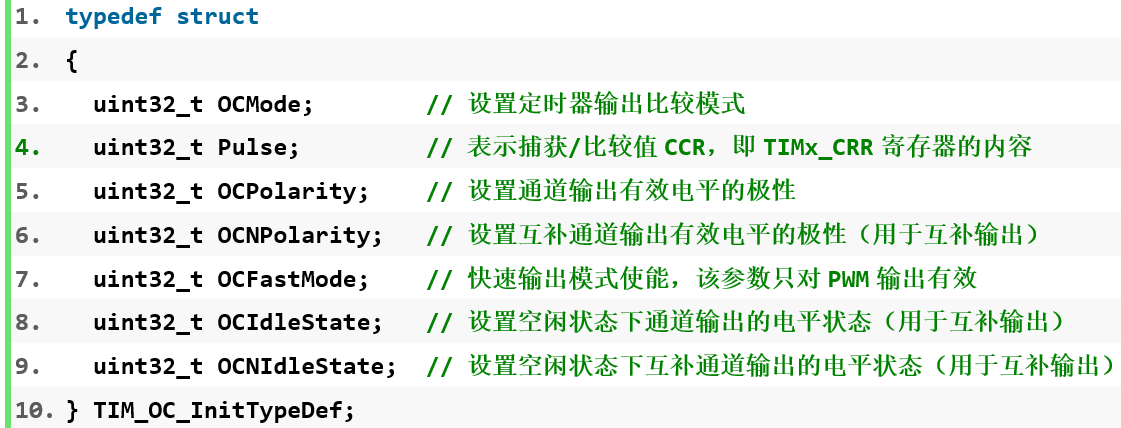 1. typedef struct
2. {
3. uint32_t OCMode; // 设置定时器输出比较模式
4. uint32_t Pulse; // 表示捕获/比较值 CCR，即 TIMx_CRR 寄存器的内容
5. uint32_t OCPolarity; // 设置通道输出有效电平的极性
6. uint32_t OCNPolarity; // 设置互补通道输出有效电平的极性（用于互补输出）
7. uint32_t OCFastMode; // 快速输出模式使能，该参数只对 PWM 输出有效
8. uint32_t OCIdleState; // 设置空闲状态下通道输出的电平状态（用于互补输出）
9. uint32_t OCNIdleState; // 设置空闲状态下互补通道输出的电平状态（用于互补输出）
10. } TIM_OC_InitTypeDef;